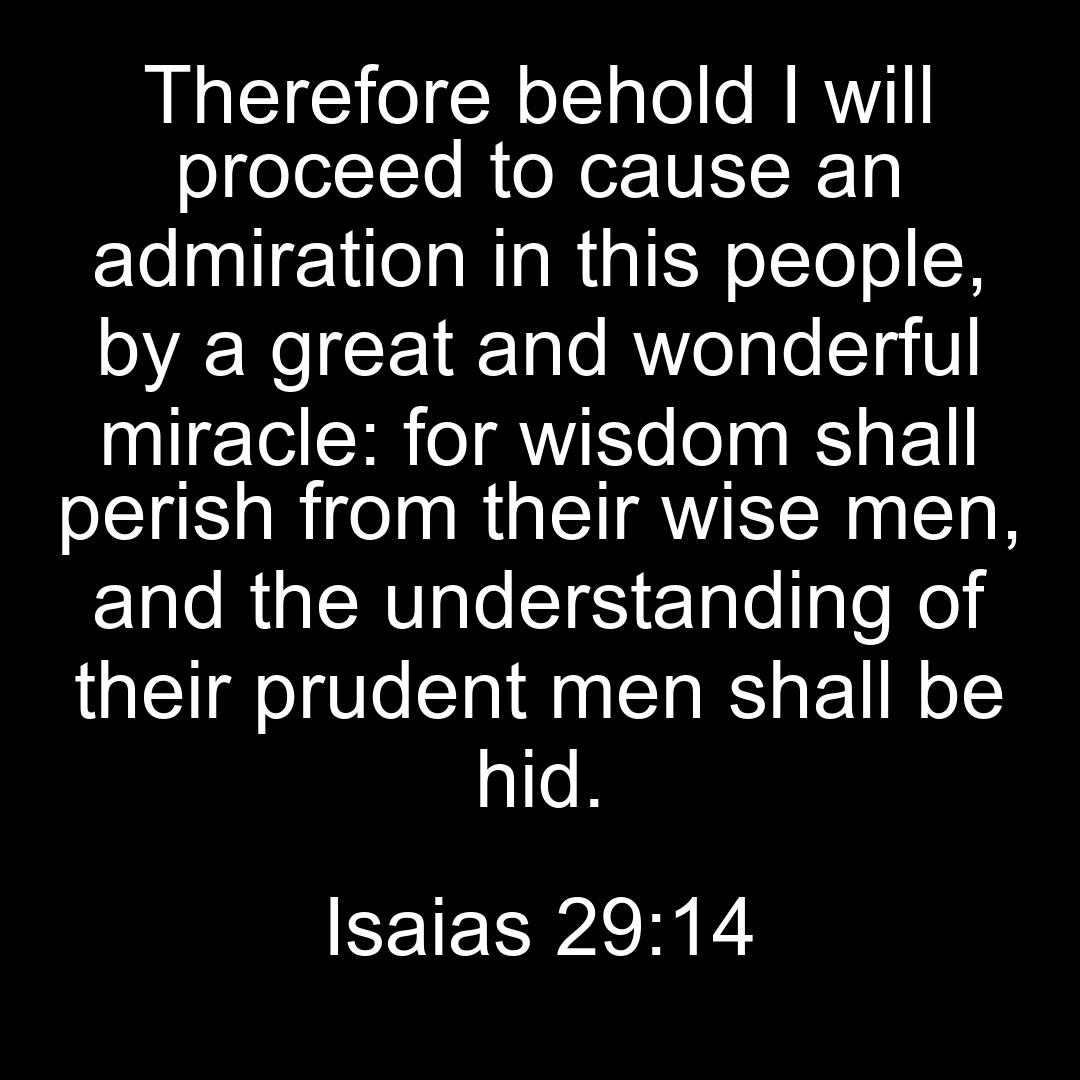 Therefore behold I will
proceed to cause an
admiration in this people,
by a great and wonderful
miracle: for wisdom shall
perish from their wise men,
and the understanding of
their prudent men shall be
hid.
Isaias 29:14